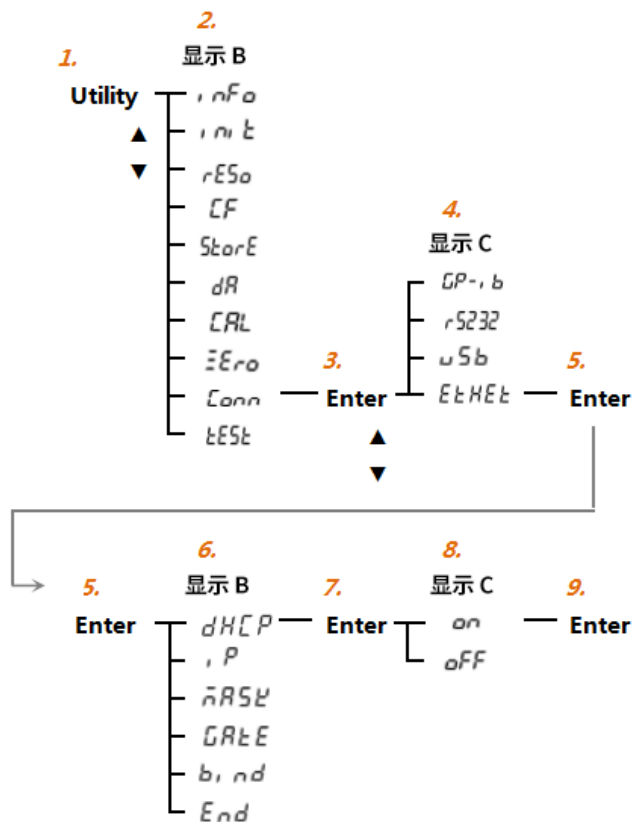 2.
显示 B
1.
Utility
▲
▼
inFo
init
rESo
CF
StorE
dA
CAL
ZEro
Conn
tESt
3.
Enter
▲
▼
4.
显示 C
GP-ib
rS232
uSb
EtHEt
5.
Enter
5.
Enter
6.
显示 B
dHCP
iP
mASK
GAtE
bind
End
7.
Enter
8.
显示 C
on
oFF
9.
Enter